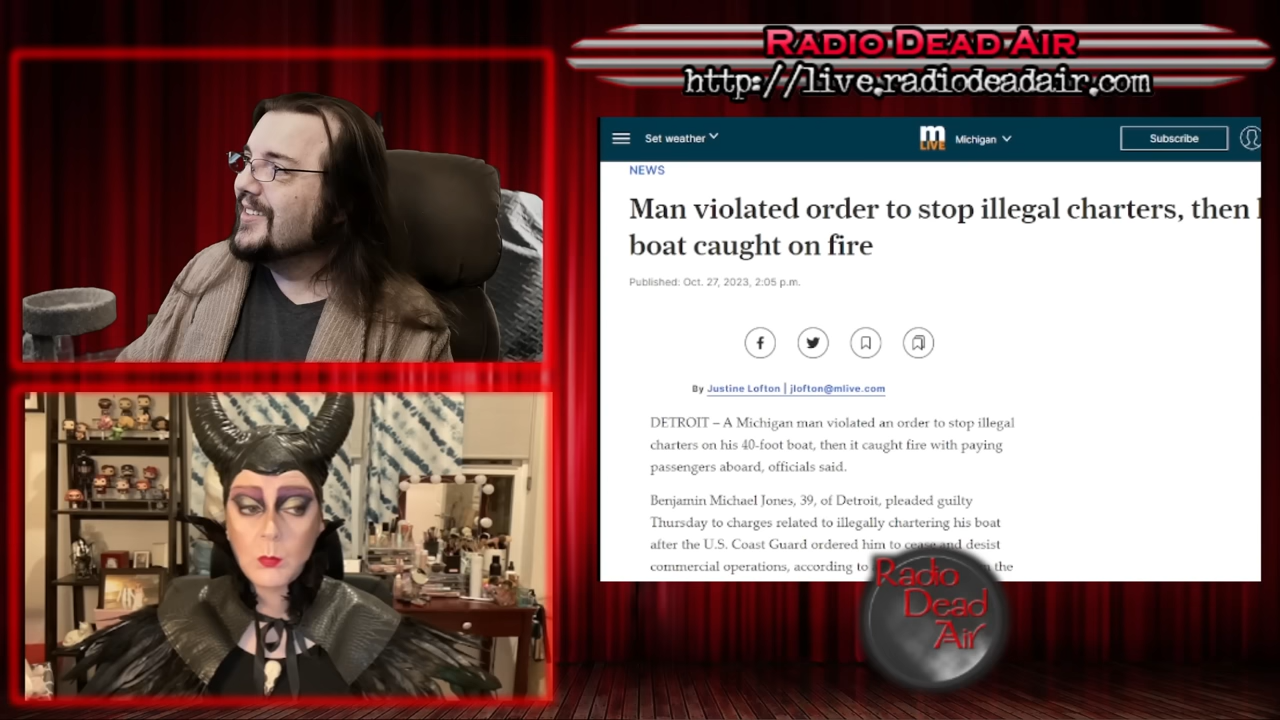 Radio Dead Air
http://live.radiodeadair.com
Set weather
m
LIVE
Michigan
Subscribe
NEWS
Man violated order to stop illegal charters, then
boat caught on fire
Published: Oct. 27, 2023, 2:05 p.m.
By Justine Lofton | jlofton@mlive.com
DETROIT – A Michigan man violated an order to stop illegal
charters on his 40-foot boat, then it caught fire with paying
passengers aboard, officials said.
Benjamin Michael Jones, 39, of Detroit, pleaded guilty
Thursday to charges related to illegally chartering his boat
after the U.S. Coast Guard ordered him to cease and desist
commercial operations, according to the
Radio
Dead
Air